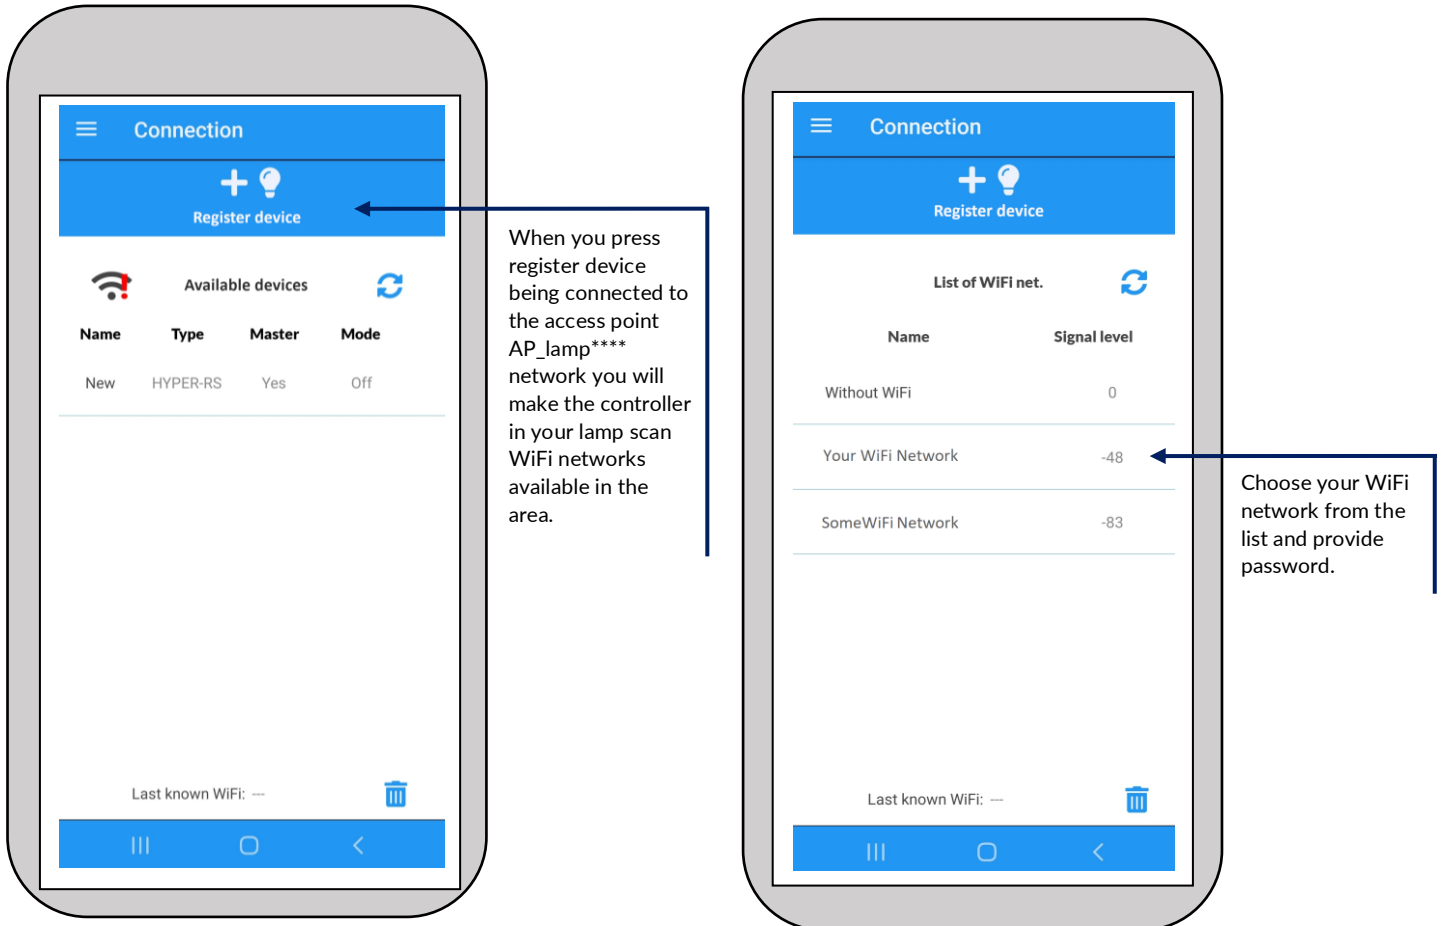 Connection
Register device
Available devices
Name Type Master Mode
New HYPER-RS Yes Off
Last known WiFi: ---
When you press
register device
being connected to
the access point
AP_lamp****
network you will
make the controller
in your lamp scan
WiFi networks
available in the
area.
Connection
Register device
List of WiFi net.
Name Signal level
Without WiFi 0
Your WiFi Network -48
SomeWiFi Network -83
Last known WiFi: ---
Choose your WiFi
network from the
list and provide
password.